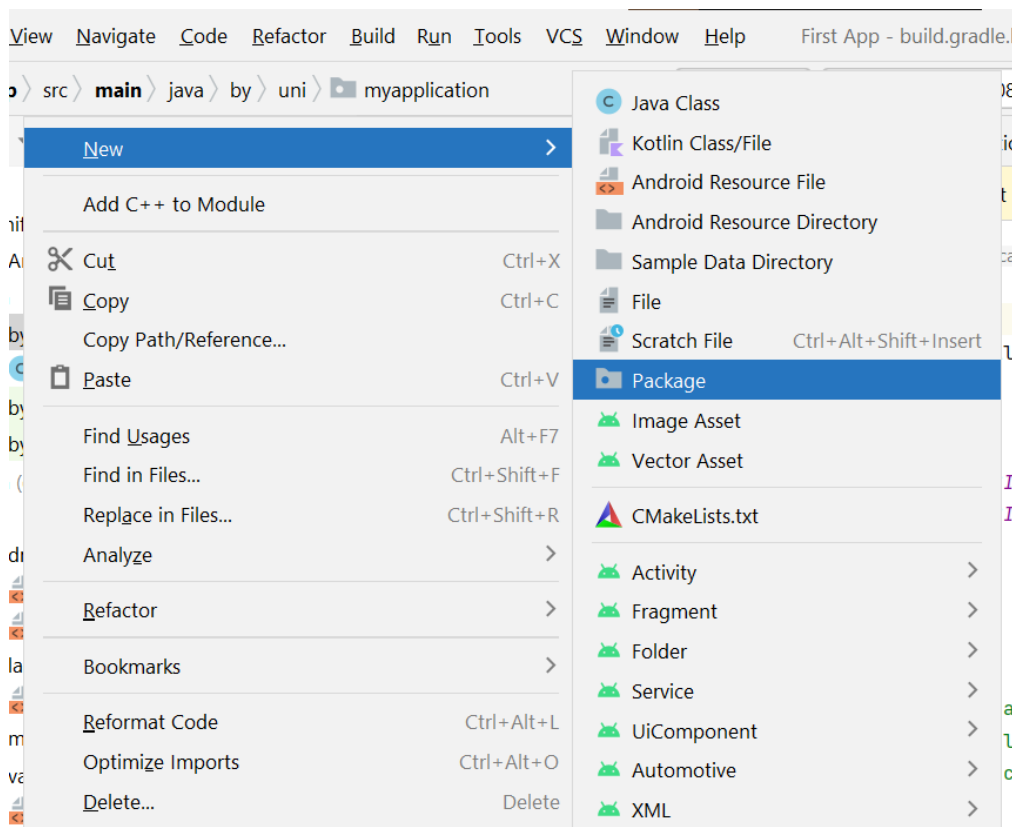 View Navigate Code Refactor Build Run Tools VCS Window Help First App - build.gradle.
src main java by uni myapplication
New
Add C++ to Module
Cut Ctrl+X
Copy Ctrl+C
Copy Path/Reference...
Paste Ctrl+V
Find Usages Alt+F7
Find in Files... Ctrl+Shift+F
Replace in Files... Ctrl+Shift+R
Analyze
Refactor
Bookmarks
Reformat Code Ctrl+Alt+L
Optimize Imports Ctrl+Alt+O
Delete... Delete
Java Class
Kotlin Class/File
Android Resource File
Android Resource Directory
Sample Data Directory
File
Scratch File Ctrl+Alt+Shift+Insert
Package
Image Asset
Vector Asset
CMakeLists.txt
Activity
Fragment
Folder
Service
UiComponent
Automotive
XML